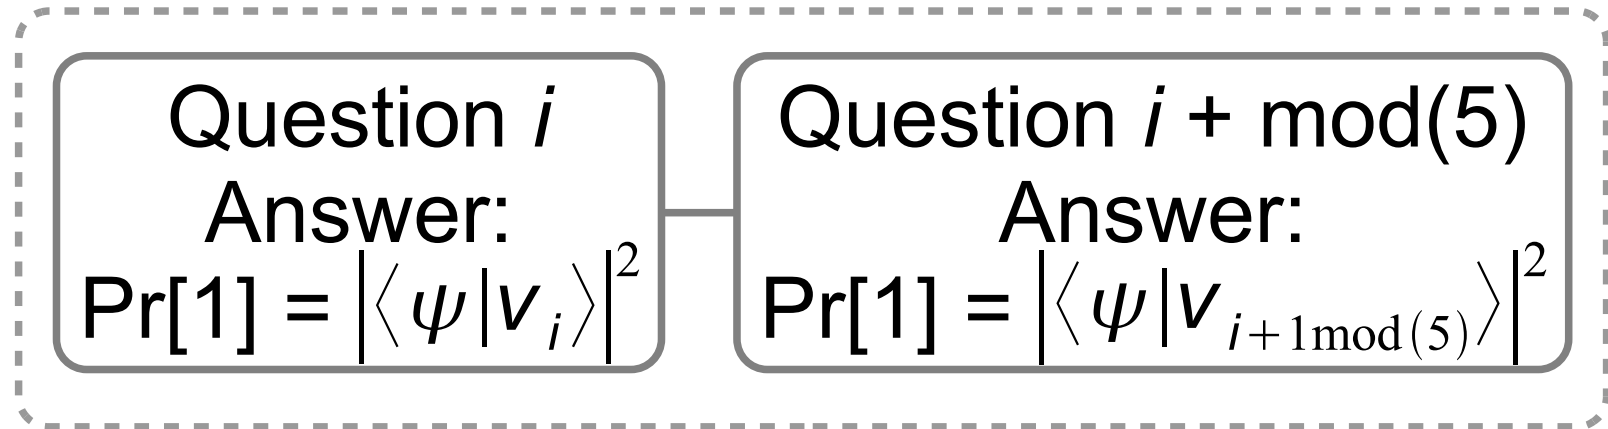 Question i
Answer:
Pr[1] = |⟨ψ|v_i⟩|²
Question i + mod(5)
Answer:
Pr[1] = |⟨ψ|v_{i+1mod(5)}⟩|²